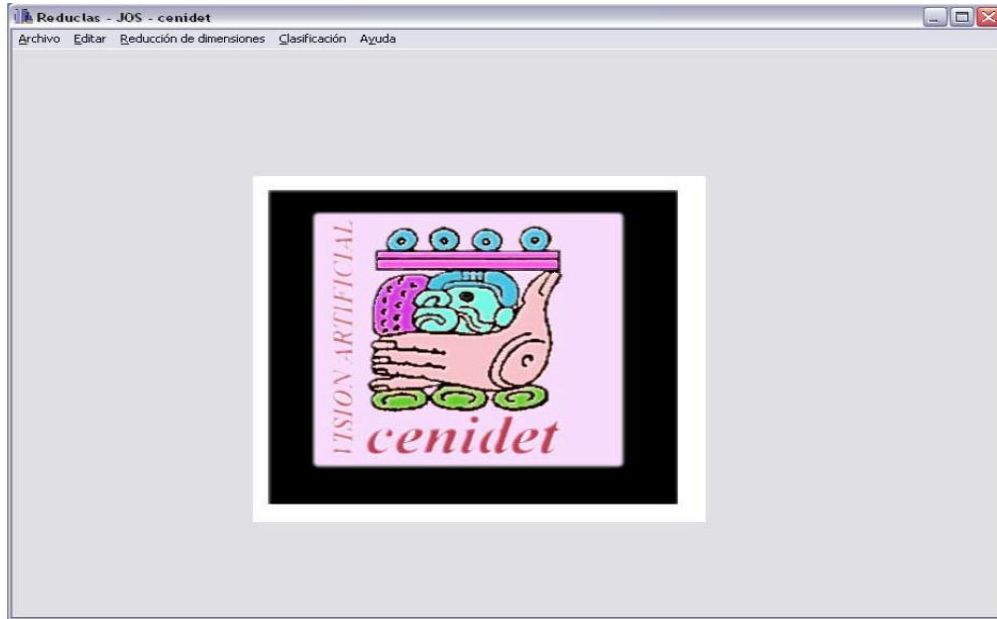 Reduclas - JOS - cenidet
Archivo Editar Reducción de dimensiones Clasificación Ayuda
VISION ARTIFICIAL
cenidet